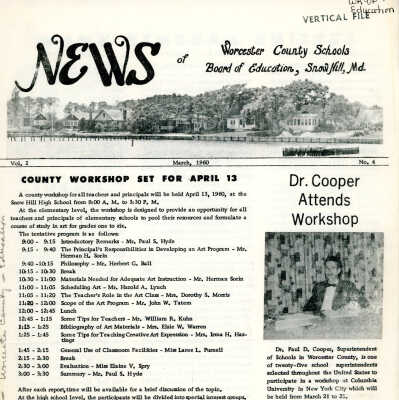 Education
VERTICAL FILE
NEWS of Worcester County Schools
Board of Education, Snow Hill, Md.
Vol. 2 March, 1960 No. 4
COUNTY WORKSHOP SET FOR APRIL 13
A county workshop for all teachers and principals will be held April 13, 1960, at the
Snow Hill High School from 9:00 A. M. to 3:30 P. M.
At the elementary level, the workshop is designed to provide an opportunity for all
teachers and principals of elementary schools to pool their resources and formulate a
course of study in art for grades one to six.
The tentative program is as follows:
9:00 - 9:15 Introductory Remarks - Mr. Paul S. Hyde
9:15 - 9:40 The Principal's Responsibilities in Developing an Art Program - Mr.
Herman H. Sorin
9:40 - 10:15 Philosophy - Mr. Herbert G. Ball
10:15 - 10:30 Break
10:30 - 11:00 Materials Needed for Adequate Art Instruction - Mr. Herman Sorin
11:00 - 11:05 Scheduling Art - Mr. Harold A. Lynch
11:05 - 11:20 The Teacher's Role in the Art Class - Mrs. Dorothy S. Morris
11:20 - 12:00 Scope of the Art Program - Mr. John W. Tatem
12:00 - 12:45 Lunch
12:45 - 1:15 Some Tips for Teachers - Mr. William R. Kuhn
1:15 - 1:25 Bibliography of Art Materials - Mrs. Elsie W. Warren
1:25 - 1:45 Some Tips for Teaching Creative Art Expression - Mrs. Irma H. Has-
tings
1:45 - 2:15 General Use of Classroom Facilities - Miss Lance L. Purnell
2:15 - 2:30 Break
2:30 - 3:00 Evaluation - Miss Elaine V. Spry
3:00 - 3:30 Summary - Mr. Paul S. Hyde
After each report, time will be available for a brief discussion of the topic.
At the high school level, the participants will be divided into special interest groups,
Dr. Cooper
Attends
Workshop
Dr. Paul D. Cooper, Superintendent
of Schools in Worcester County, is one
of twenty-five school superintendents
selected throughout the United States to
participate in a workshop at Columbia
University in New York City which will
be held from March 21 to 25.
Worcester County - Education